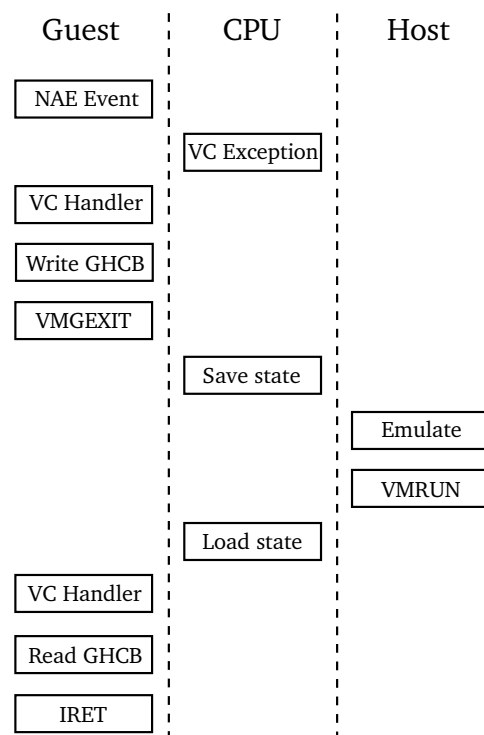 Guest CPU Host
NAE Event
VC Exception
VC Handler
Write GHCB
VMGEXIT
Save state
Emulate
VMRUN
Load state
VC Handler
Read GHCB
IRET